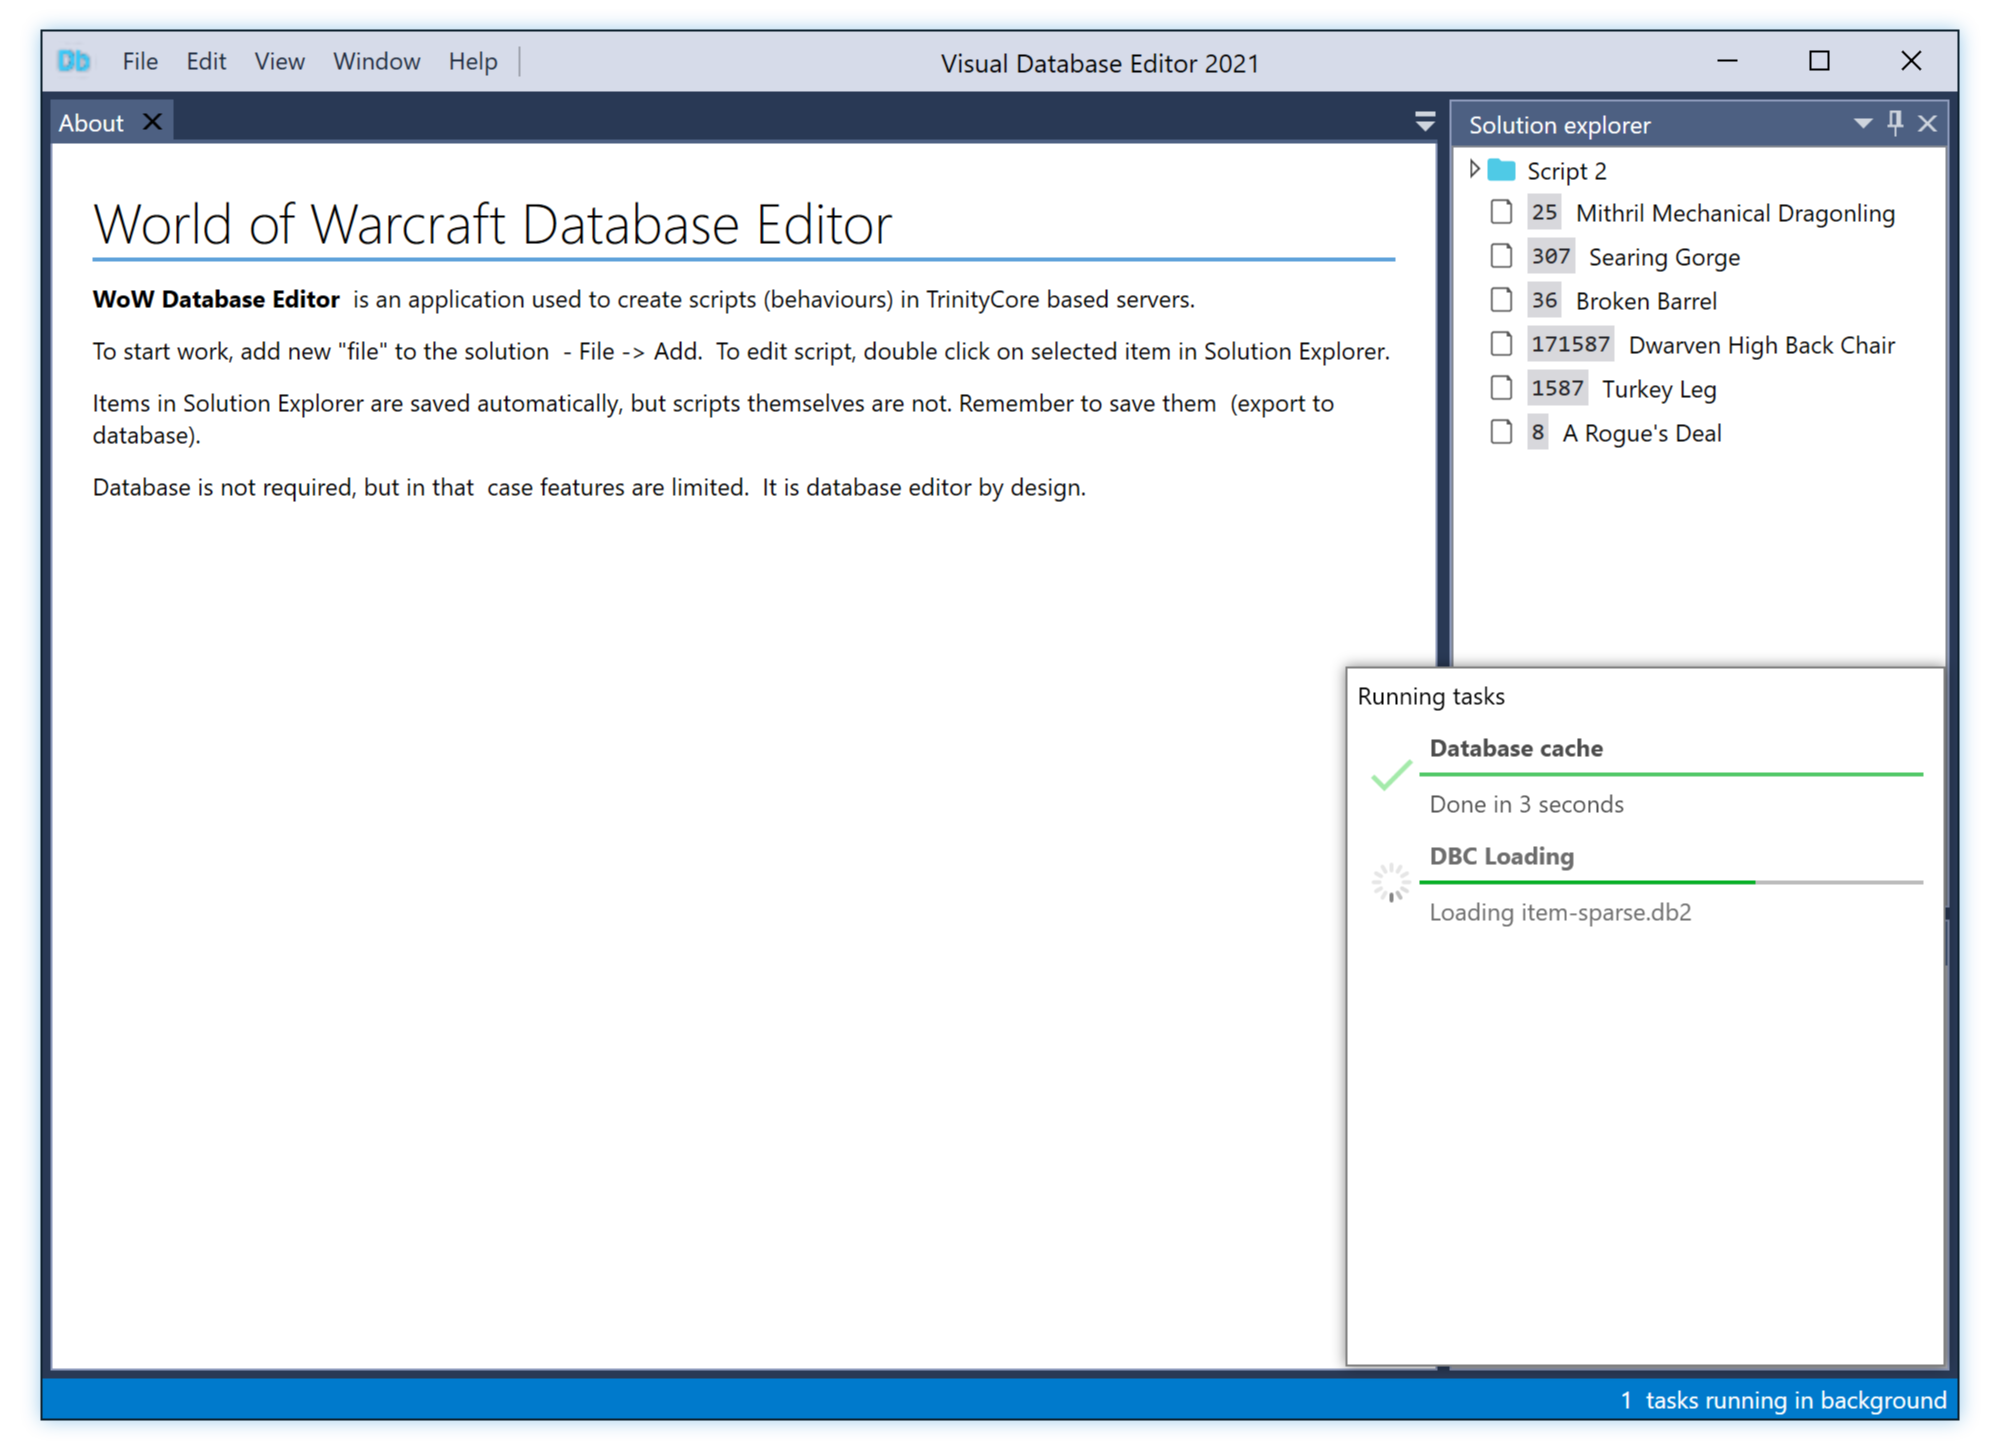 Db File Edit View Window Help Visual Database Editor 2021
About
World of Warcraft Database Editor
WoW Database Editor is an application used to create scripts (behaviours) in TrinityCore based servers.
To start work, add new "file" to the solution - File -> Add. To edit script, double click on selected item in Solution Explorer.
Items in Solution Explorer are saved automatically, but scripts themselves are not. Remember to save them (export to
database).
Database is not required, but in that case features are limited. It is database editor by design.
Solution explorer
Script 2
25 Mithril Mechanical Dragonling
307 Searing Gorge
36 Broken Barrel
171587 Dwarven High Back Chair
1587 Turkey Leg
8 A Rogue's Deal
Running tasks
Database cache
Done in 3 seconds
DBC Loading
Loading item-sparse.db2
1 tasks running in background